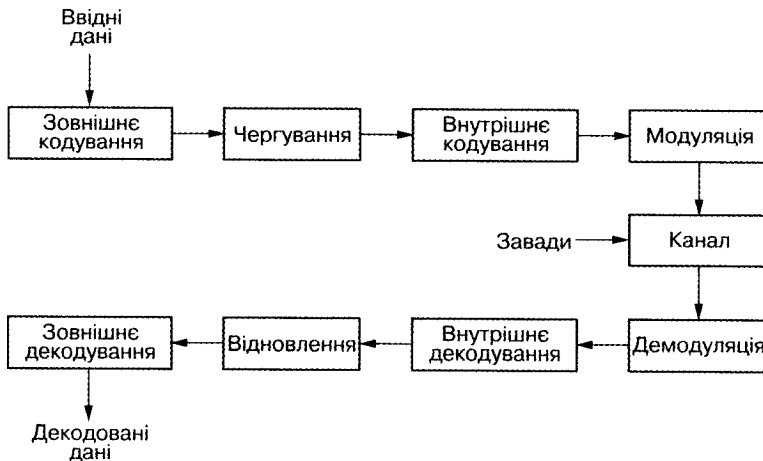 Ввідні
дані
Зовнішнє
кодування
Чергування
Внутрішнє
кодування
Модуляція
Завади
Канал
Зовнішнє
декодування
Відновлення
Внутрішнє
декодування
Демодуляція
Декодовані
дані